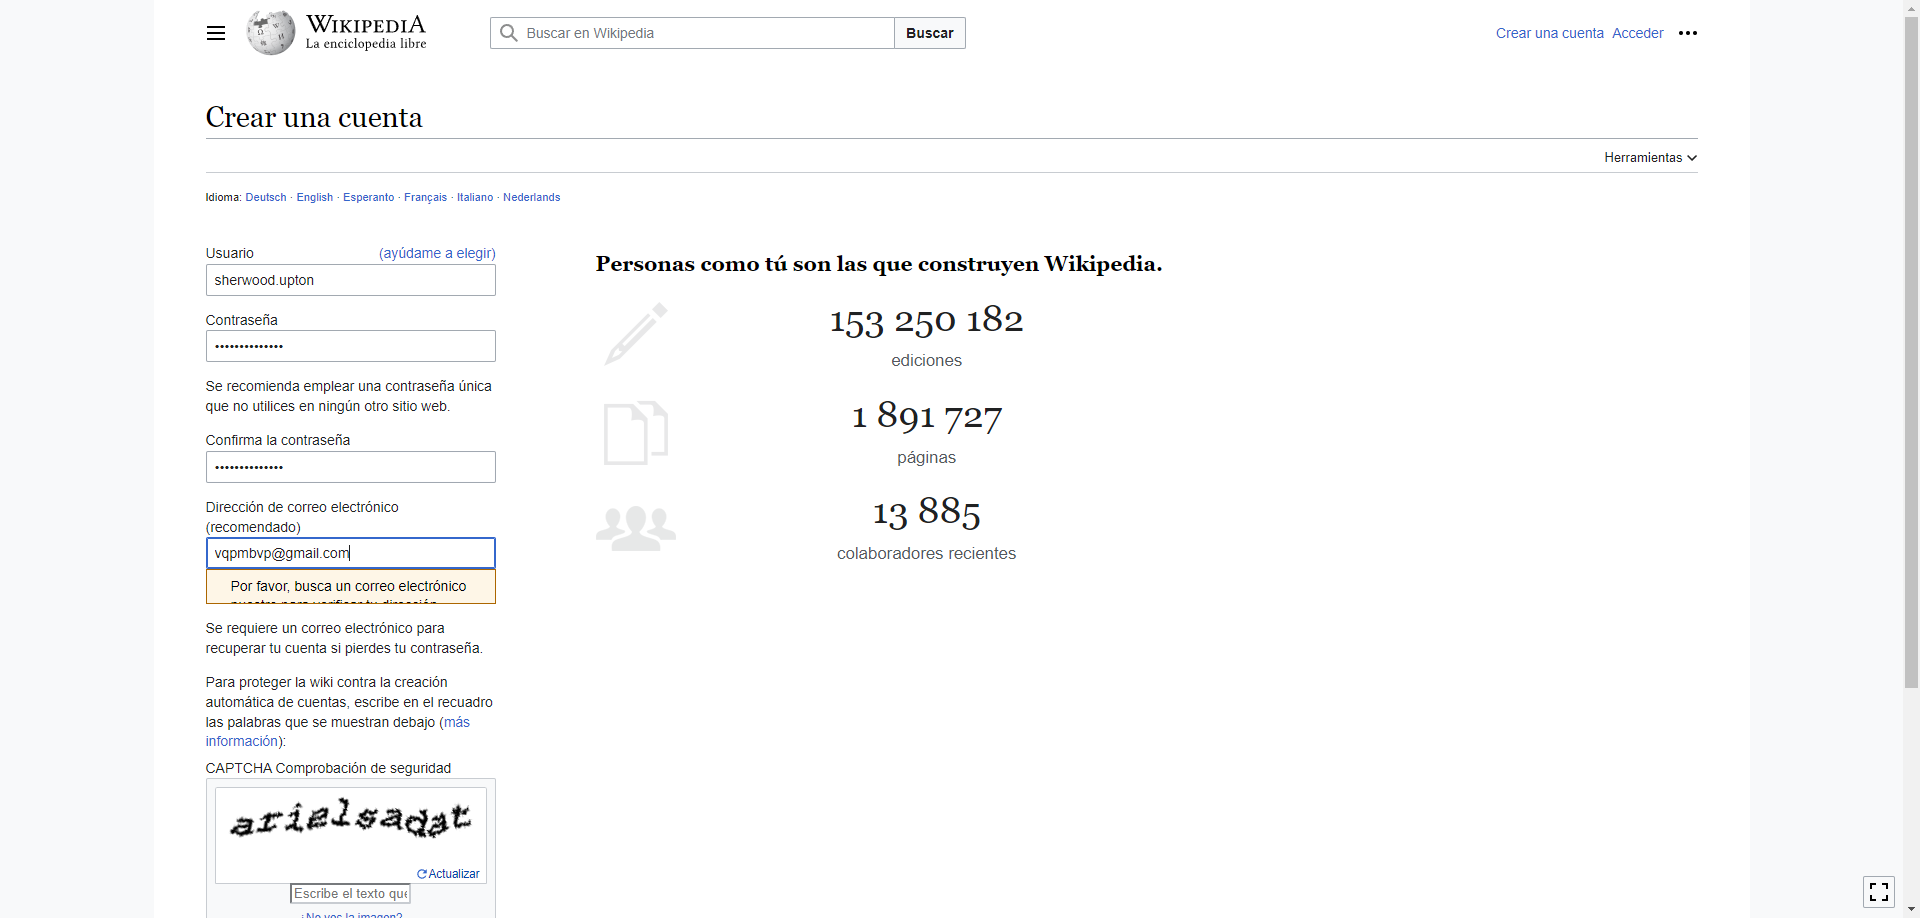 WIKIPEDIA
La enciclopedia libre
Buscar en Wikipedia
Buscar
Crear una cuenta
Acceder
Crear una cuenta
Herramientas
Idioma: Deutsch · English · Esperanto · Français · Italiano · Nederlands
Usuario
(ayúdame a elegir)
sherwood.upton
Contraseña
••••••••••••••
Se recomienda emplear una contraseña única
que no utilices en ningún otro sitio web.
Confirma la contraseña
••••••••••••••
Dirección de correo electrónico
(recomendado)
vqpmbvp@gmail.com
Por favor, busca un correo electrónico
nuestro para verificar tu dirección
Se requiere un correo electrónico para
recuperar tu cuenta si pierdes tu contraseña.
Para proteger la wiki contra la creación
automática de cuentas, escribe en el recuadro
las palabras que se muestran debajo (más
información):
CAPTCHA Comprobación de seguridad
arielsadat
Actualizar
Escribe el texto que
¿No ves la imagen?
Personas como tú son las que construyen Wikipedia.
153 250 182
ediciones
1 891 727
páginas
13 885
colaboradores recientes